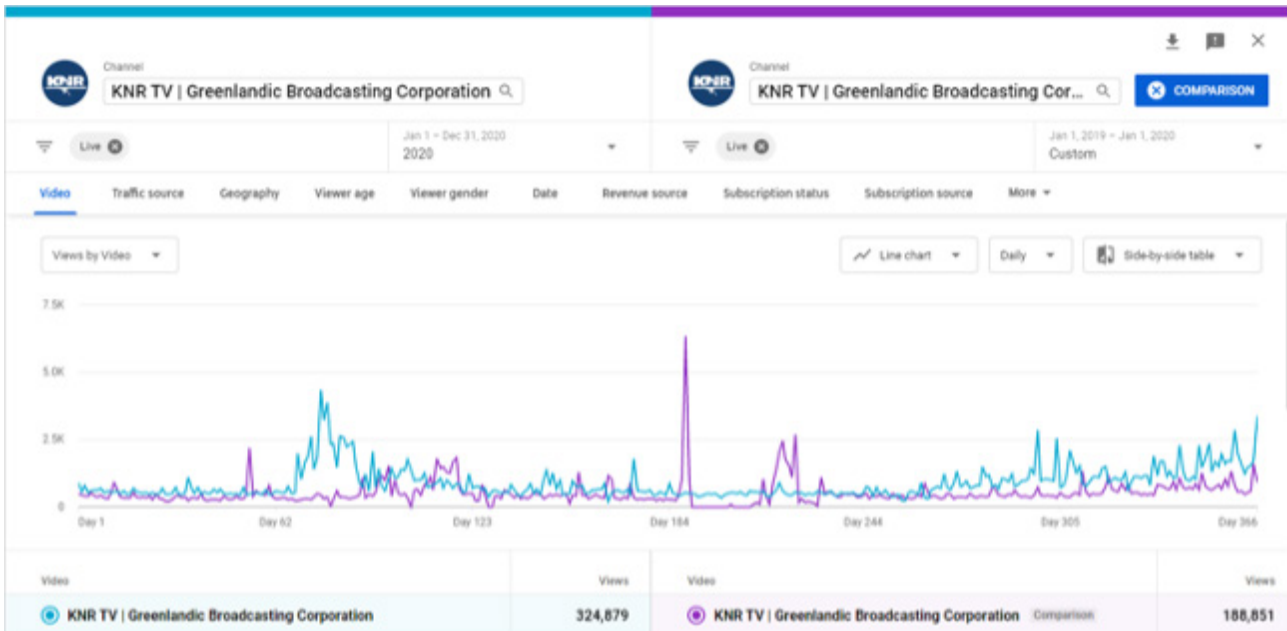 KNR
Channel
KNR TV | Greenlandic Broadcasting Corporation
KNR
Channel
KNR TV | Greenlandic Broadcasting Cor...
COMPARISON
Live
Jan 1 – Dec 31, 2020
2020
Live
Jan 1, 2019 – Jan 1, 2020
Custom
Video
Traffic source
Geography
Viewer age
Viewer gender
Date
Revenue source
Subscription status
Subscription source
More
Views by Video
Line chart
Daily
Side-by-side table
7.5K
5.0K
2.5K
0
Day 1
Day 62
Day 123
Day 184
Day 244
Day 305
Day 366
Video
Views
Video
Views
KNR TV | Greenlandic Broadcasting Corporation
324,879
KNR TV | Greenlandic Broadcasting Corporation
Comparison
188,851